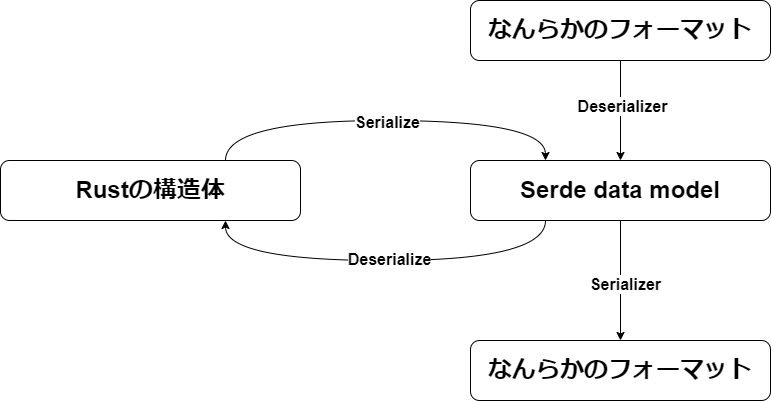 なんらかのフォーマット
Deserializer
Serialize
Rustの構造体
Serde data model
Deserialize
Serializer
なんらかのフォーマット